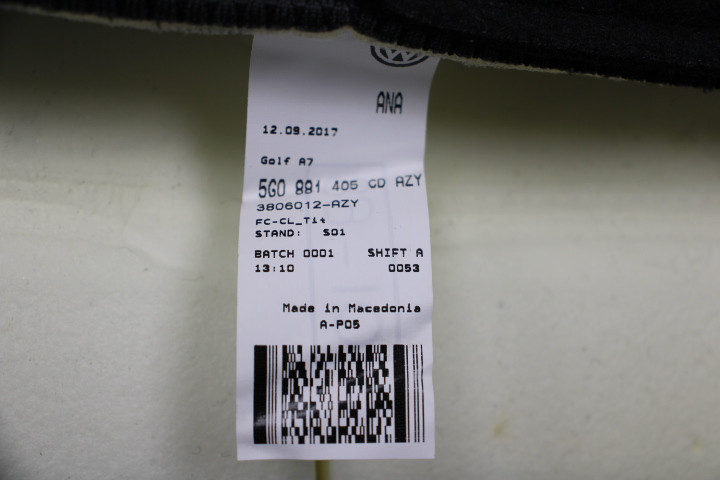 ANA
12.09.2017
Golf A7
5G0 881 405 CD AZY
3806012-AZY
FC-CL_Tit
STAND: S01
BATCH 0001 SHIFT A
13:10 0053
Made in Macedonia
A-P05